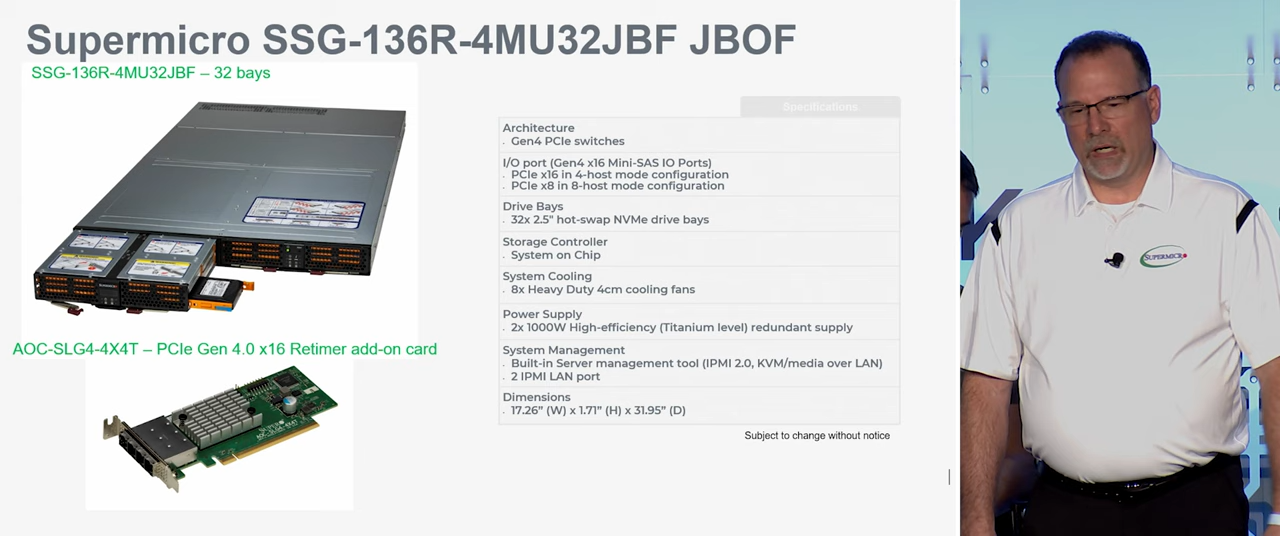 Supermicro SSG-136R-4MU32JBF JBOF
SSG-136R-4MU32JBF – 32 bays
AOC-SLG4-4X4T – PCIe Gen 4.0 x16 Retimer add-on card
SUPERMICRO
AOC-SLG4-4X4T
Specifications
Architecture
. Gen4 PCIe switches
I/O port (Gen4 x16 Mini-SAS IO Ports)
. PCIe x16 in 4-host mode configuration
. PCIe x8 in 8-host mode configuration
Drive Bays
. 32x 2.5" hot-swap NVMe drive bays
Storage Controller
. System on Chip
System Cooling
. 8x Heavy Duty 4cm cooling fans
Power Supply
. 2x 1000W High-efficiency (Titanium level) redundant supply
System Management
. Built-in Server management tool (IPMI 2.0, KVM/media over LAN)
. 2 IPMI LAN port
Dimensions
. 17.26” (W) x 1.71” (H) x 31.95” (D)
Subject to change without notice
SUPERMICRO